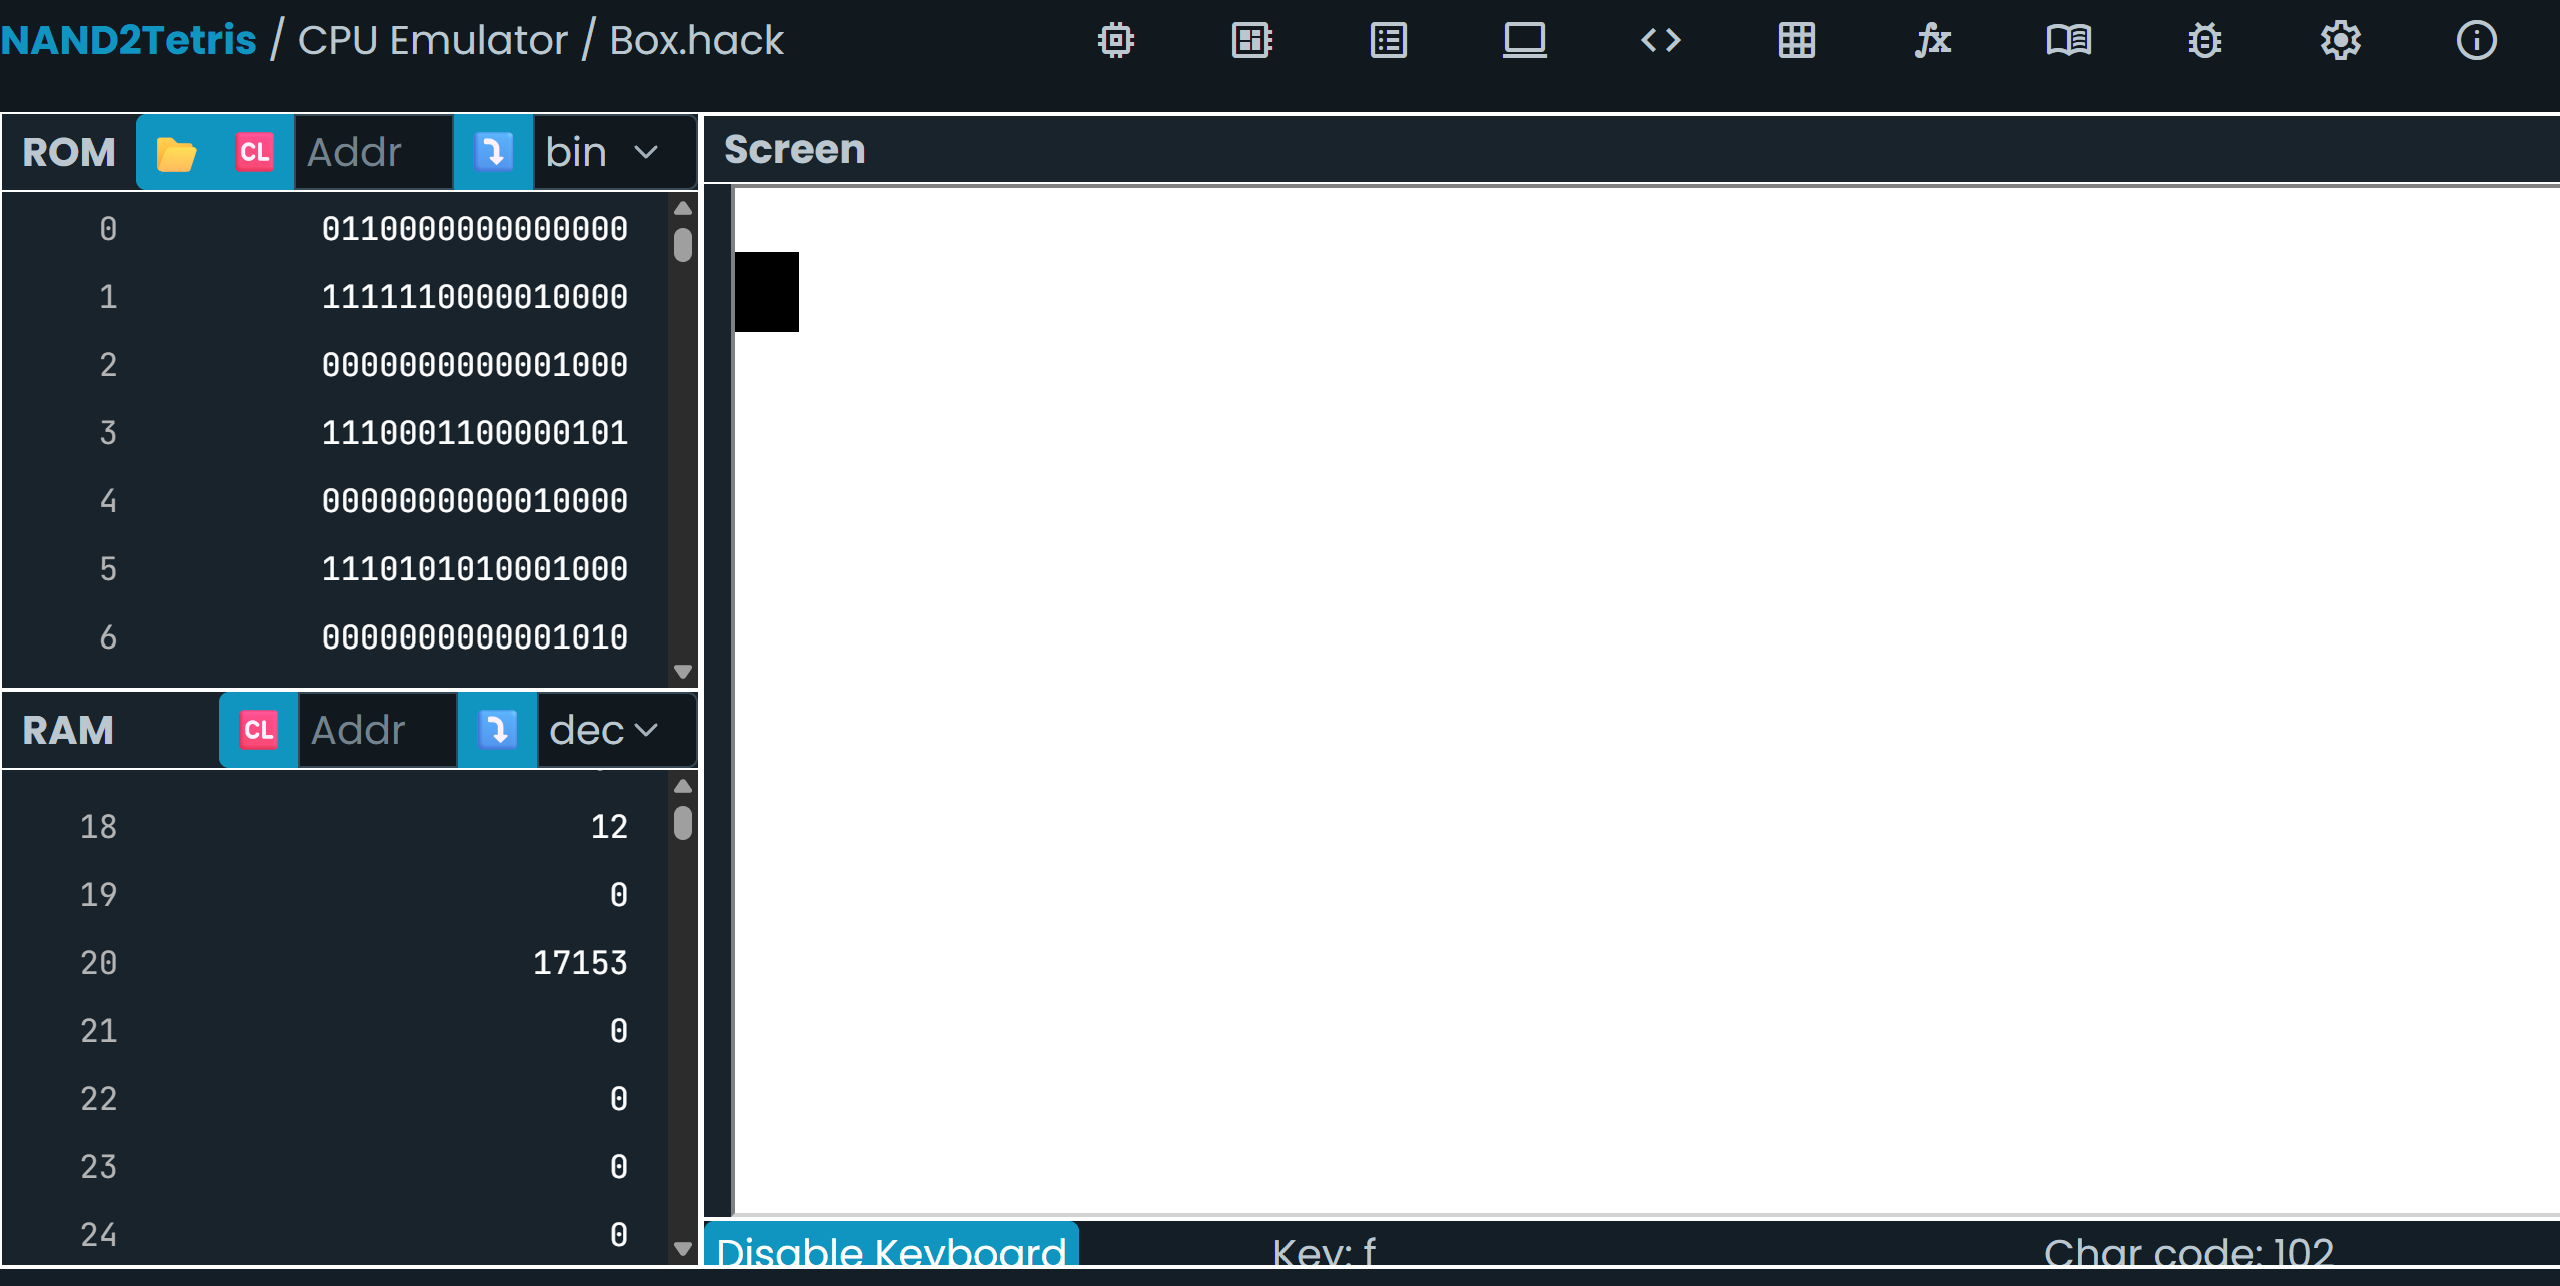 NAND2Tetris / CPU Emulator / Box.hack
ROM CL Addr bin
0 0110000000000000
1 1111110000010000
2 0000000000001000
3 1110001100000101
4 0000000000010000
5 1110101010001000
6 0000000000001010
RAM CL Addr dec
18 12
19 0
20 17153
21 0
22 0
23 0
24 0
Screen
Disable Keyboard Key: f Char code: 102